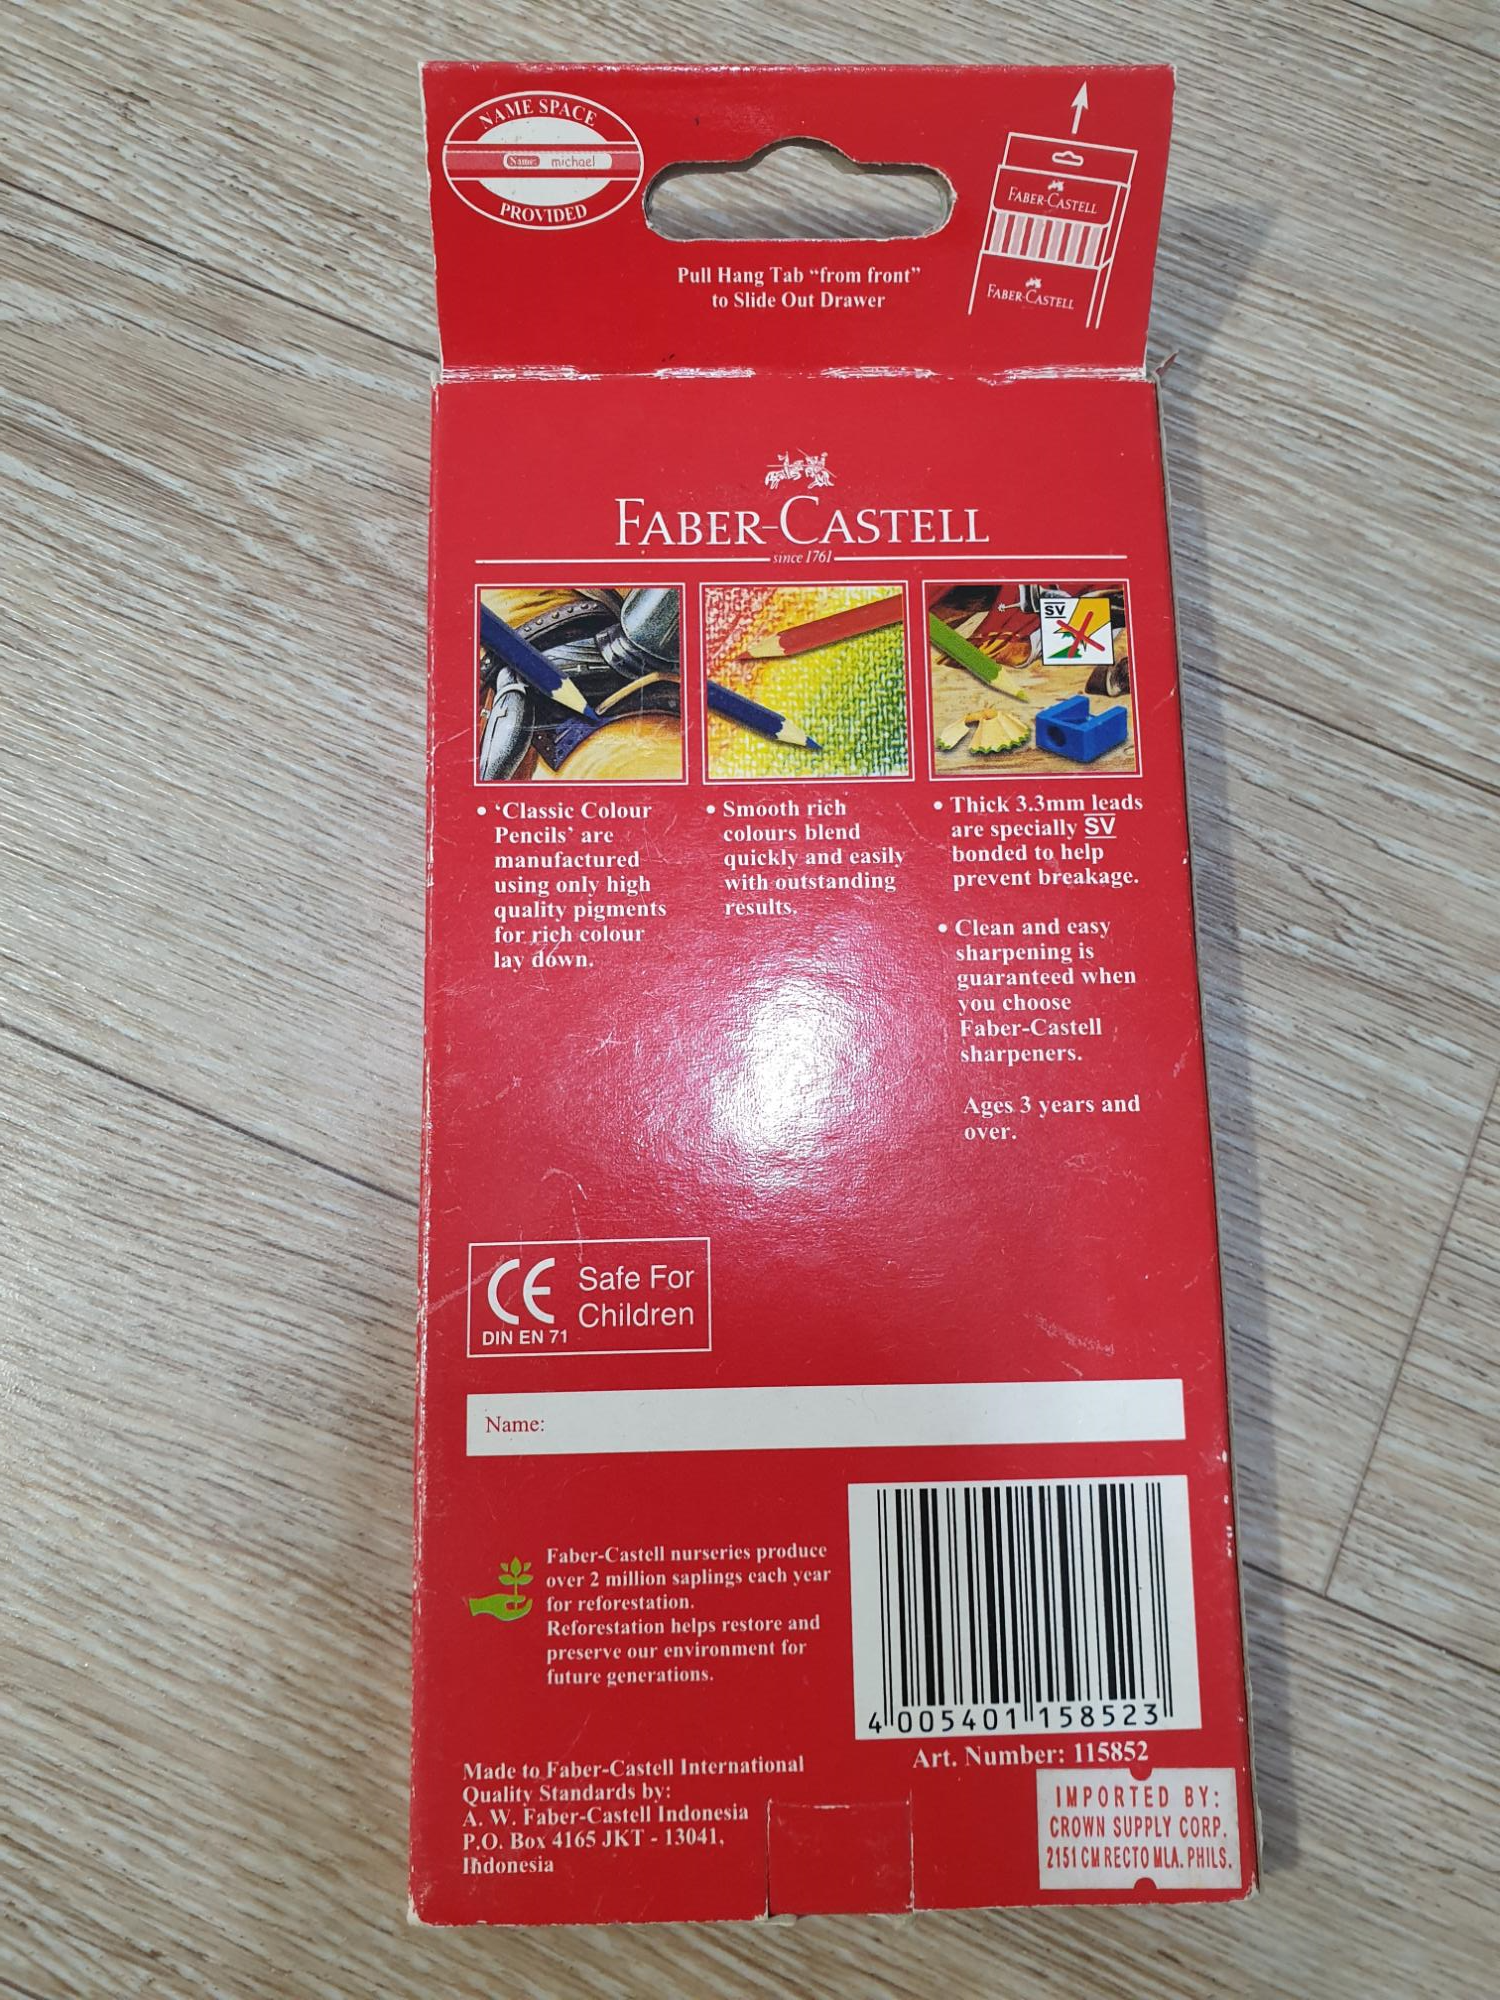 NAME SPACE
Name: michael
PROVIDED
Pull Hang Tab “from front”
to Slide Out Drawer
FABER-CASTELL
FABER-CASTELL
FABER-CASTELL
since 1761
SV
• ‘Classic Colour
Pencils’ are
manufactured
using only high
quality pigments
for rich colour
lay down.
• Smooth rich
colours blend
quickly and easily
with outstanding
results.
• Thick 3.3mm leads
are specially SV
bonded to help
prevent breakage.
• Clean and easy
sharpening is
guaranteed when
you choose
Faber-Castell
sharpeners.
Ages 3 years and
over.
CE
DIN EN 71
Safe For
Children
Name:
Faber-Castell nurseries produce
over 2 million saplings each year
for reforestation.
Reforestation helps restore and
preserve our environment for
future generations.
4 005401 158523
Art. Number: 115852
Made to Faber-Castell International
Quality Standards by:
A. W. Faber-Castell Indonesia
P.O. Box 4165 JKT - 13041,
Indonesia
IMPORTED BY:
CROWN SUPPLY CORP.
2151 CM RECTO MLA. PHILS.